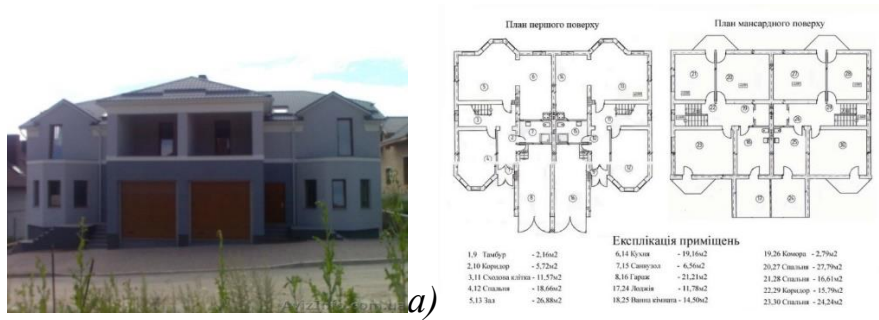 План першого поверху
План мансардного поверху
Експлікація приміщень
1,9 Тамбур - 2,16м2
2,10 Коридор - 5,72м2
3,11 Сходова клітка - 11,57м2
4,12 Спальня - 18,66м2
5,13 Зал - 26,88м2
6,14 Кухня - 19,16м2
7,15 Санвузол - 6,56м2
8,16 Гараж - 21,21м2
17,24 Лоджія - 11,78м2
18,25 Ванна кімната - 14,50м2
19,26 Комора - 2,79м2
20,27 Спальня - 27,79м2
21,28 Спальня - 16,61м2
22,29 Коридор - 15,79м2
23,30 Спальня - 24,24м2
а)